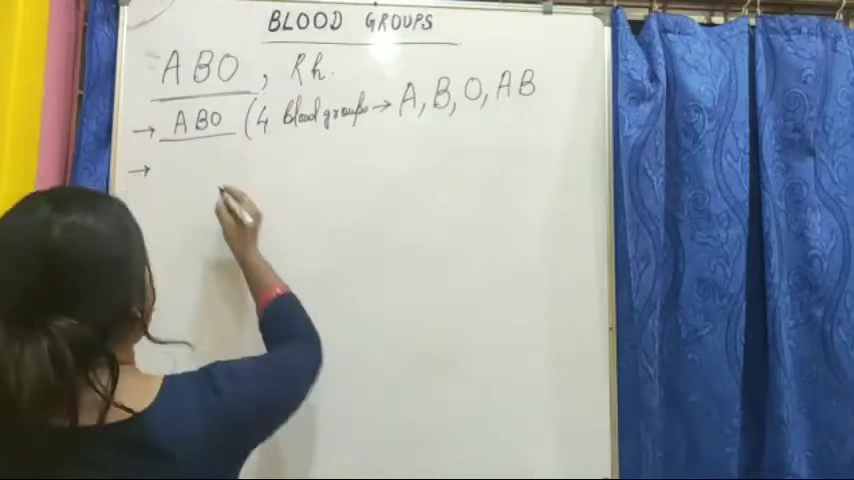 BLOOD GROUPS
ABO, Rh.
→ ABO (4 Blood groups → A, B, O, AB
→